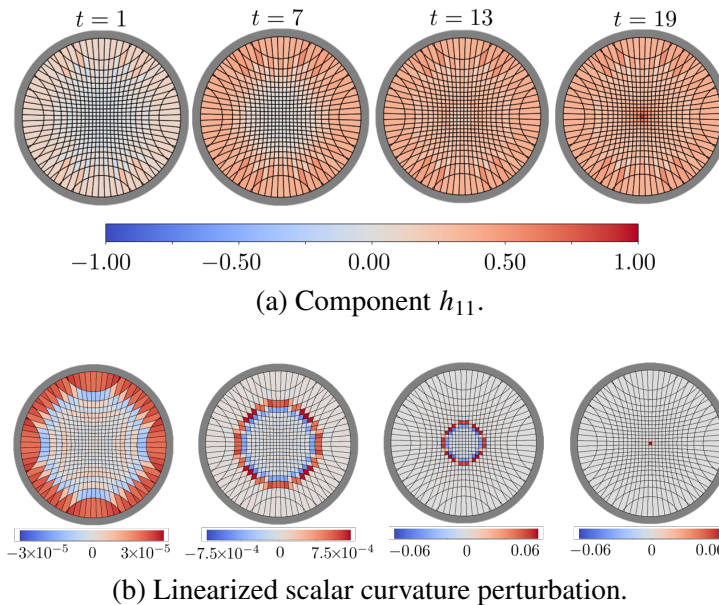 t = 1 t = 7 t = 13 t = 19
−1.00 −0.50 0.00 0.50 1.00
(a) Component h₁₁.
−3×10⁻⁵ 0 3×10⁻⁵ −7.5×10⁻⁴ 0 7.5×10⁻⁴ −0.06 0 0.06 −0.06 0 0.06
(b) Linearized scalar curvature perturbation.